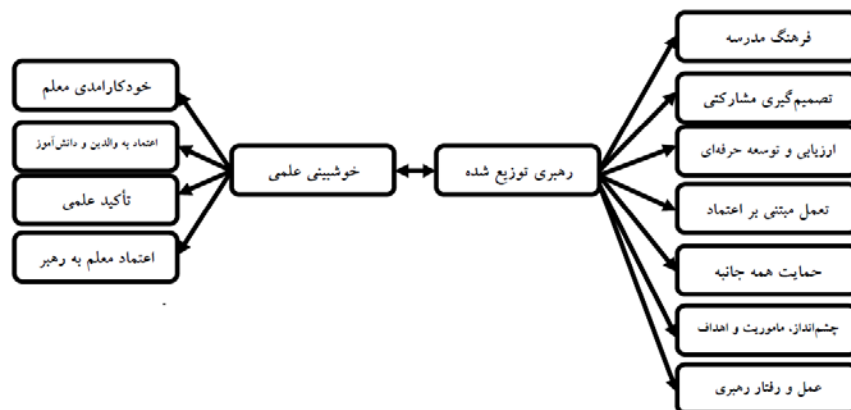 فرهنگ مدرسه
تصمیم‌گیری مشارکتی
ارزیابی و توسعه حرفه‌ای
تعمل مبتنی بر اعتماد
حمایت همه جانبه
چشم‌انداز، ماموریت و اهداف
عمل و رفتار رهبری
رهبری توزیع شده
خوشبینی علمی
خودکارامدی معلم
اعتماد به والدین و دانش‌آموز
تأکید علمی
اعتماد معلم به رهبر